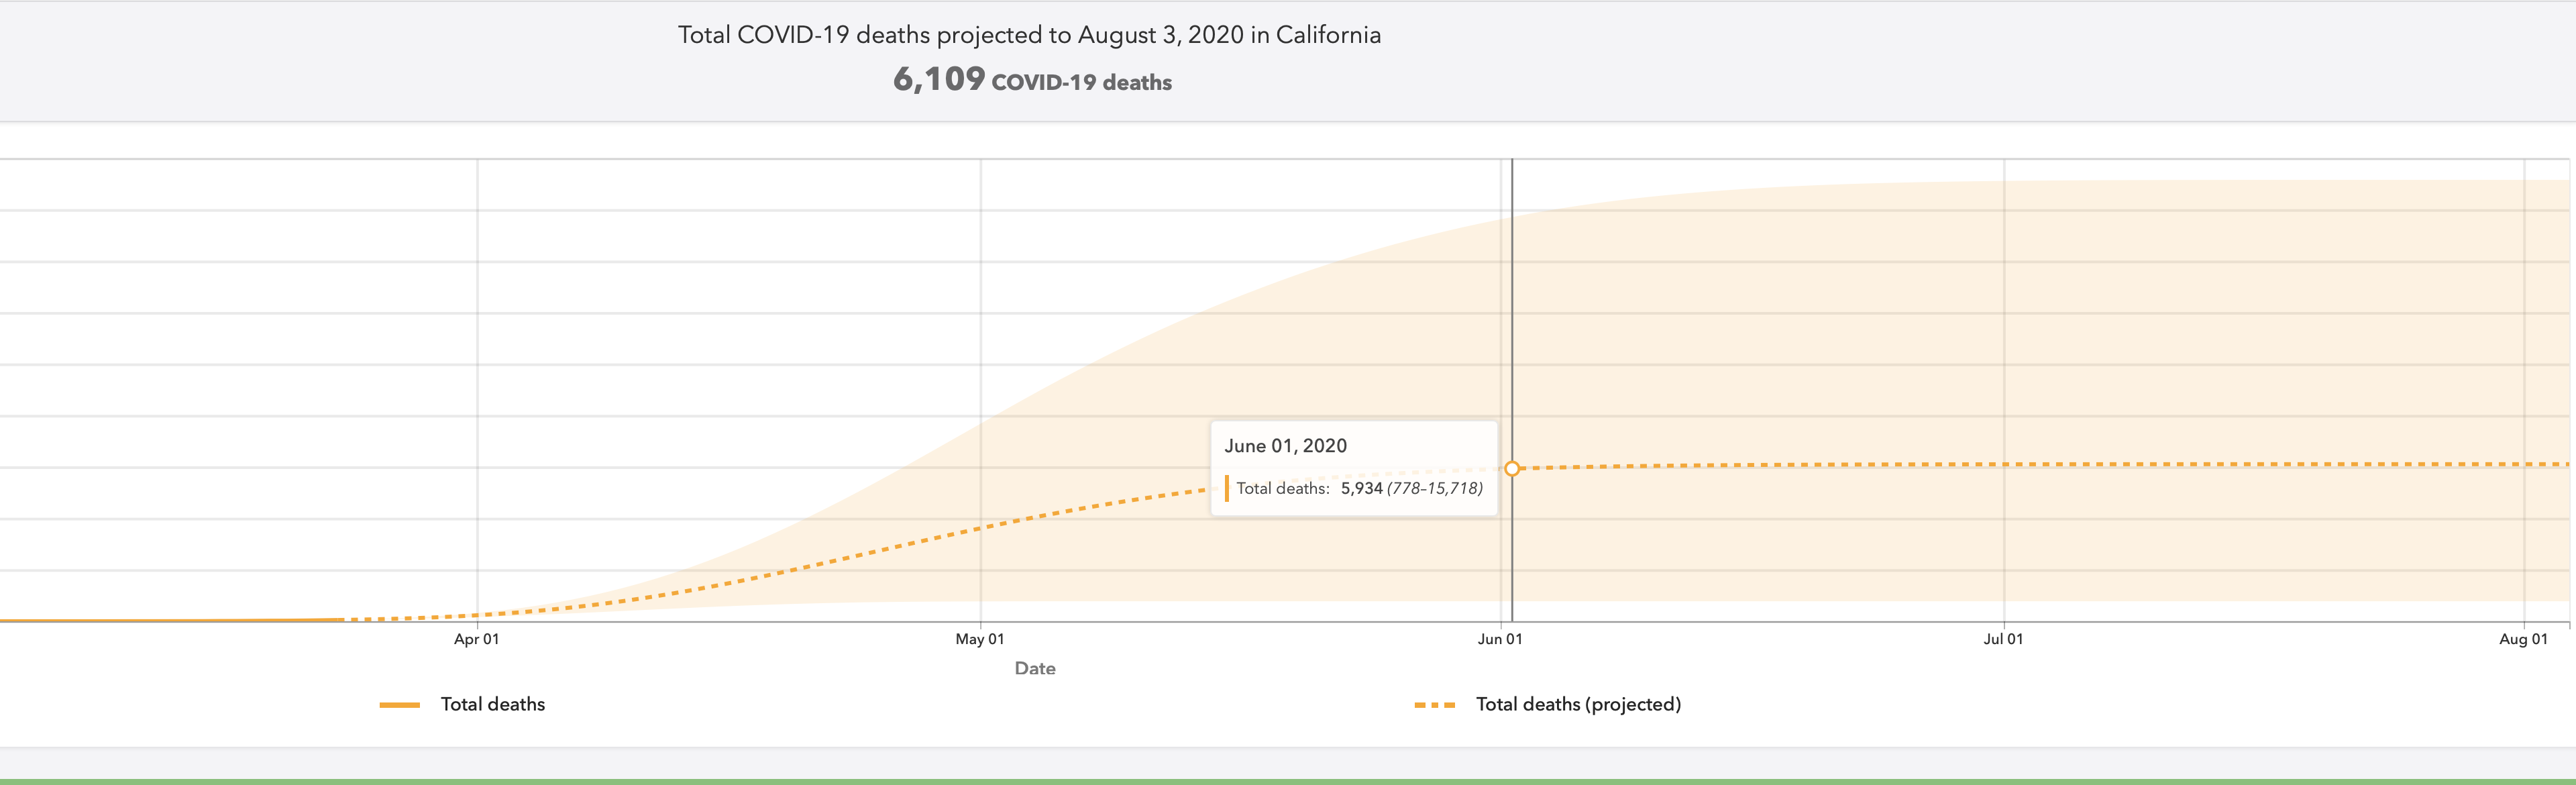 Total COVID-19 deaths projected to August 3, 2020 in California
6,109 COVID-19 deaths
June 01, 2020
Total deaths: 5,934 (778–15,718)
Apr 01
May 01
Jun 01
Jul 01
Aug 01
Date
Total deaths
Total deaths (projected)